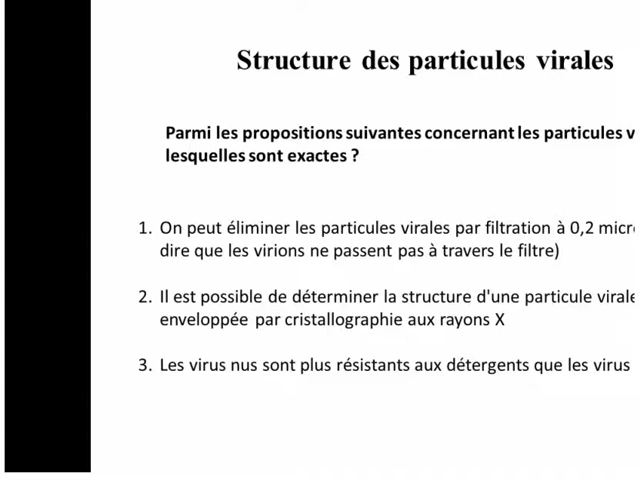 Structure des particules virales
Parmi les propositions suivantes concernant les particules
lesquelles sont exactes ?
1. On peut éliminer les particules virales par filtration à 0,2
dire que les virions ne passent pas à travers le filtre)
2. Il est possible de déterminer la structure d'une particule
enveloppée par cristallographie aux rayons X
3. Les virus nus sont plus résistants aux détergents que les virus